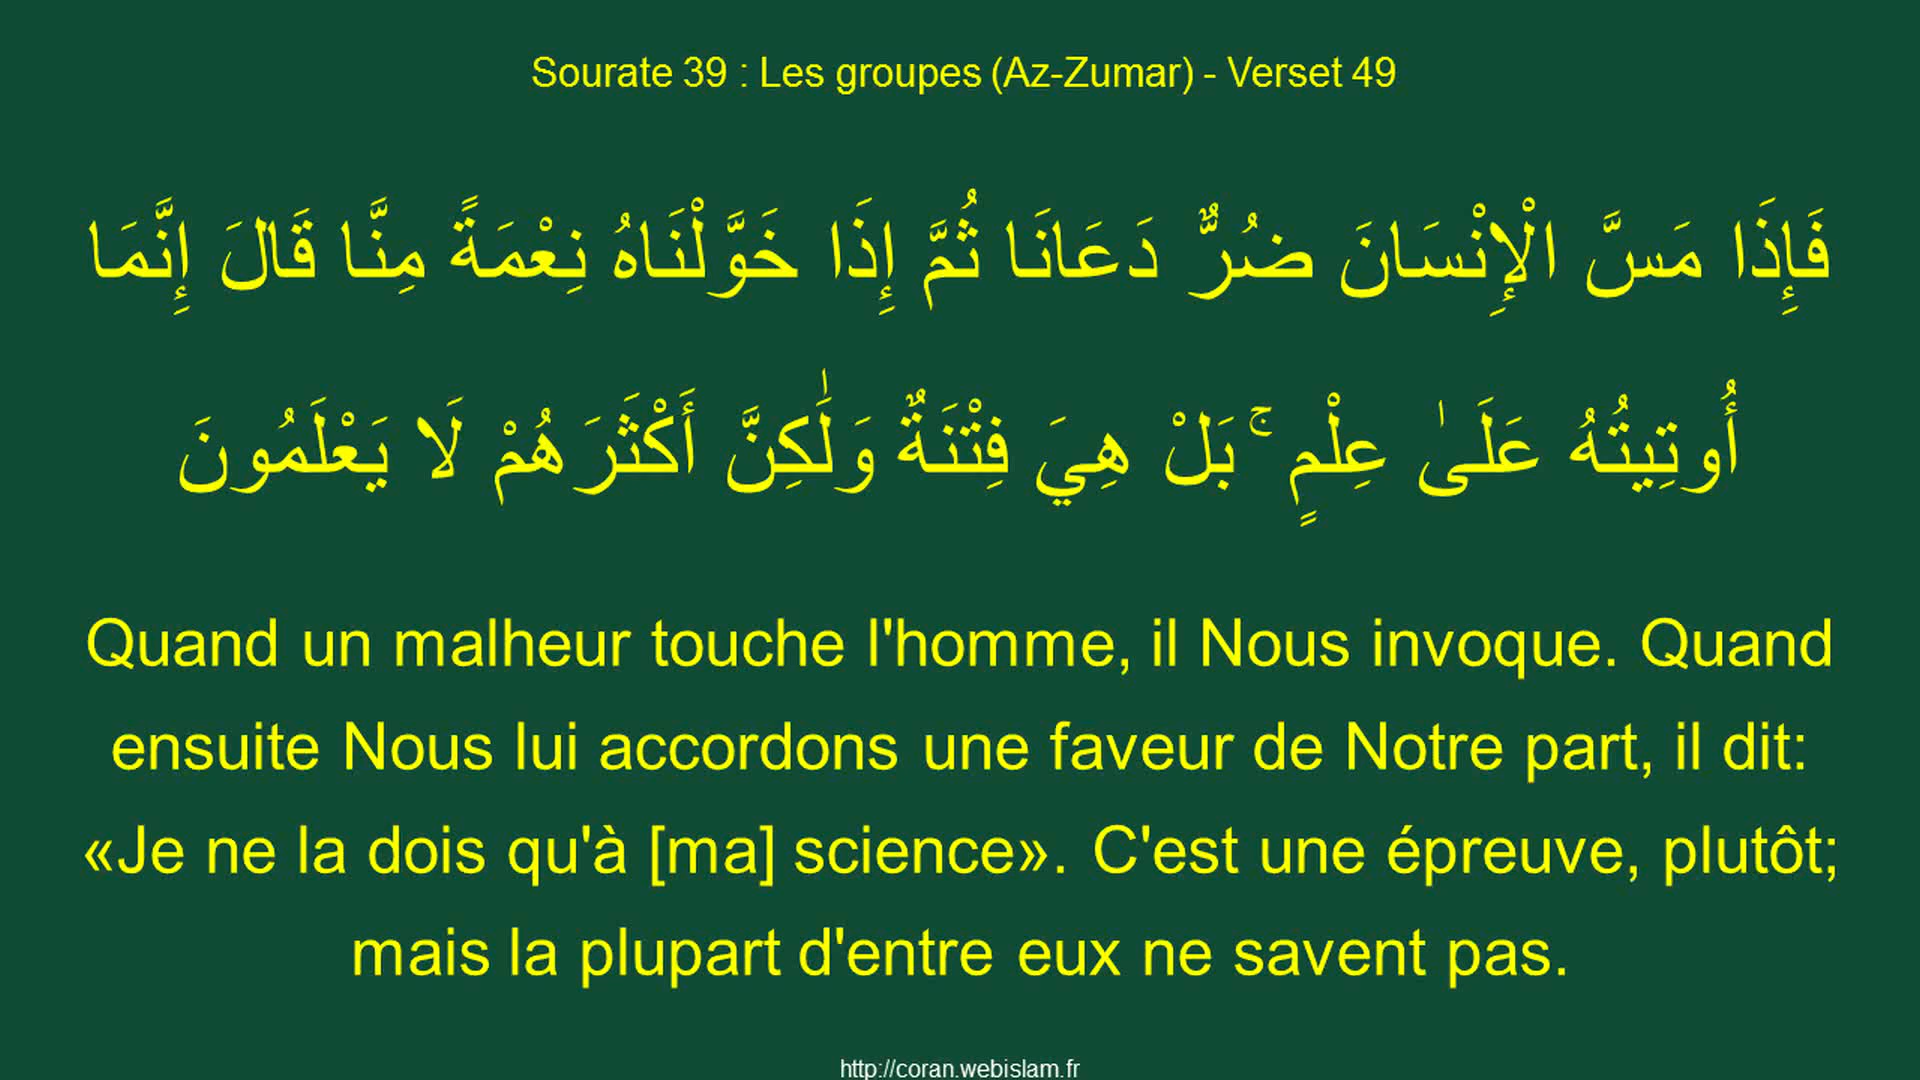 Sourate 39 : Les groupes (Az-Zumar) - Verset 49
فَإِذَا مَسَّ الْإِنْسَانَ ضُرٌّ دَعَانَا ثُمَّ إِذَا خَوَّلْنَاهُ نِعْمَةً مِنَّا قَالَ إِنَّمَا
أُوتِيتُهُ عَلَىٰ عِلْمٍ ۚ بَلْ هِيَ فِتْنَةٌ وَلَٰكِنَّ أَكْثَرَهُمْ لَا يَعْلَمُونَ
Quand un malheur touche l'homme, il Nous invoque. Quand
ensuite Nous lui accordons une faveur de Notre part, il dit:
«Je ne la dois qu'à [ma] science». C'est une épreuve, plutôt;
mais la plupart d'entre eux ne savent pas.
http://coran.webislam.fr